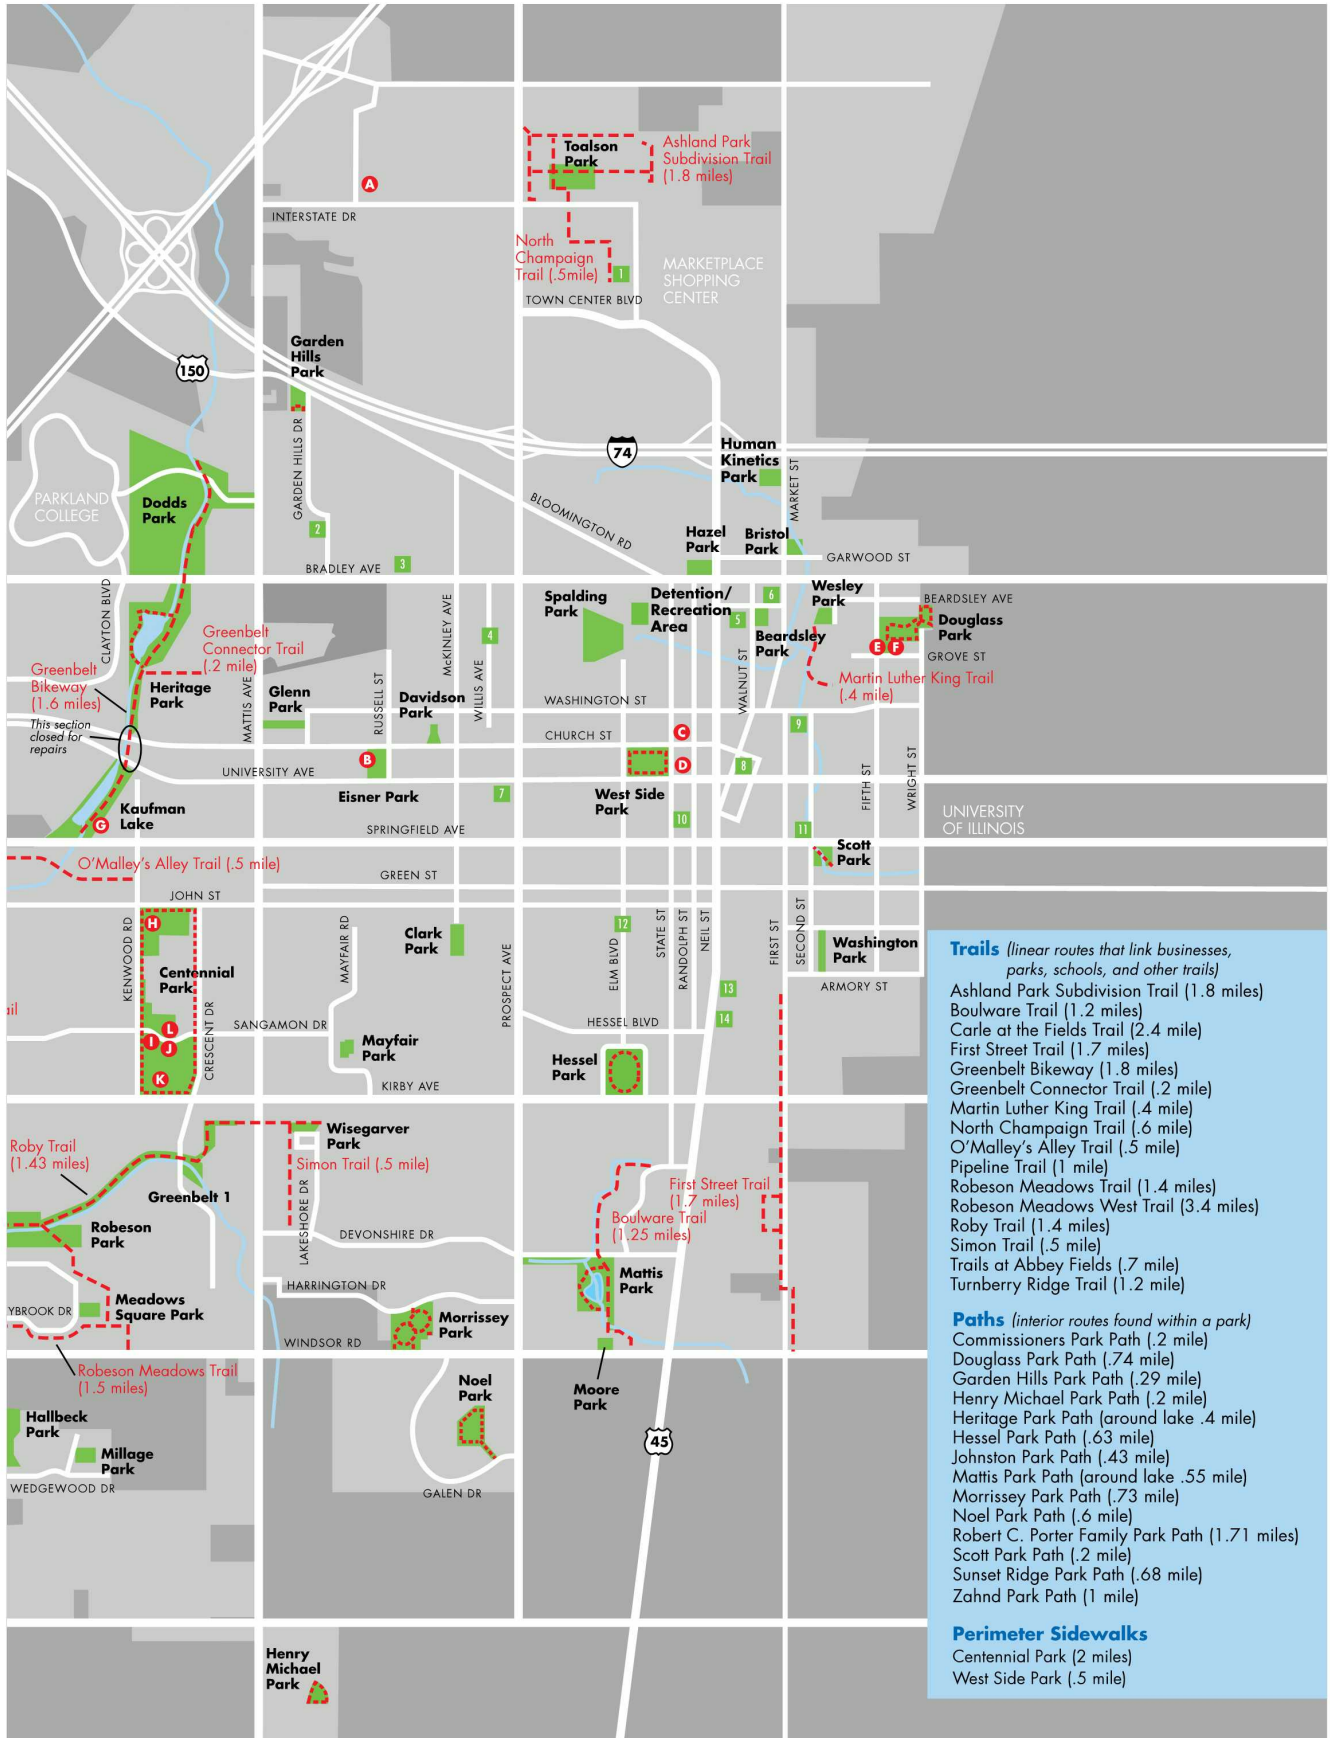 Toalson
Park
Ashland Park
Subdivision Trail
(1.8 miles)
A
INTERSTATE DR
North
Champaign
Trail (.5mile)
1
MARKETPLACE
SHOPPING
CENTER
TOWN CENTER BLVD
Garden
Hills
Park
150
74
Human
Kinetics
Park
MARKET ST
GARDEN HILLS DR
PARKLAND
COLLEGE
Dodds
Park
BLOOMINGTON RD
2
3
Hazel
Park
Bristol
Park
GARWOOD ST
BRADLEY AVE
CLAYTON BLVD
Spalding
Park
Detention/
Recreation
Area
6
5
Wesley
Park
BEARDSLEY AVE
Douglass
Park
Beardsley
Park
E
F
GROVE ST
McKINLEY AVE
4
WILLIS AVE
Greenbelt
Connector Trail
(.2 mile)
Greenbelt
Bikeway
(1.6 miles)
Heritage
Park
MATTIS AVE
Glenn
Park
RUSSELL ST
Davidson
Park
WALNUT ST
Martin Luther King Trail
(.4 mile)
This section
closed for
repairs
WASHINGTON ST
CHURCH ST
C
9
B
D
8
UNIVERSITY AVE
Eisner Park
7
West Side
Park
FIFTH ST
WRIGHT ST
Kaufman
Lake
G
SPRINGFIELD AVE
10
11
UNIVERSITY
OF ILLINOIS
Scott
Park
O'Malley's Alley Trail (.5 mile)
GREEN ST
JOHN ST
H
KENWOOD RD
Centennial
Park
CRESCENT DR
MAYFAIR RD
Clark
Park
PROSPECT AVE
12
ELM BLVD
STATE ST
RANDOLPH ST
NEIL ST
FIRST ST
SECOND ST
Washington
Park
ARMORY ST
13
14
ail
SANGAMON DR
HESSEL BLVD
L
I
J
K
Mayfair
Park
Hessel
Park
KIRBY AVE
Roby Trail
(1.43 miles)
Wisegarver
Park
Simon Trail (.5 mile)
Greenbelt 1
LAKESHORE DR
First Street Trail
(1.7 miles)
Boulware Trail
(1.25 miles)
Robeson
Park
DEVONSHIRE DR
HARRINGTON DR
Mattis
Park
YBROOK DR
Meadows
Square Park
Morrissey
Park
WINDSOR RD
Robeson Meadows Trail
(1.5 miles)
Noel
Park
Moore
Park
Hallbeck
Park
Millage
Park
WEDGEWOOD DR
GALEN DR
45
Henry
Michael
Park
Trails (linear routes that link businesses,
parks, schools, and other trails)
Ashland Park Subdivision Trail (1.8 miles)
Boulware Trail (1.2 miles)
Carle at the Fields Trail (2.4 mile)
First Street Trail (1.7 miles)
Greenbelt Bikeway (1.8 miles)
Greenbelt Connector Trail (.2 mile)
Martin Luther King Trail (.4 mile)
North Champaign Trail (.6 mile)
O'Malley's Alley Trail (.5 mile)
Pipeline Trail (1 mile)
Robeson Meadows Trail (1.4 miles)
Robeson Meadows West Trail (3.4 miles)
Roby Trail (1.4 miles)
Simon Trail (.5 mile)
Trails at Abbey Fields (.7 mile)
Turnberry Ridge Trail (1.2 mile)
Paths (interior routes found within a park)
Commissioners Park Path (.2 mile)
Douglass Park Path (.74 mile)
Garden Hills Park Path (.29 mile)
Henry Michael Park Path (.2 mile)
Heritage Park Path (around lake .4 mile)
Hessel Park Path (.63 mile)
Johnston Park Path (.43 mile)
Mattis Park Path (around lake .55 mile)
Morrissey Park Path (.73 mile)
Noel Park Path (.6 mile)
Robert C. Porter Family Park Path (1.71 miles)
Scott Park Path (.2 mile)
Sunset Ridge Park Path (.68 mile)
Zahnd Park Path (1 mile)
Perimeter Sidewalks
Centennial Park (2 miles)
West Side Park (.5 mile)